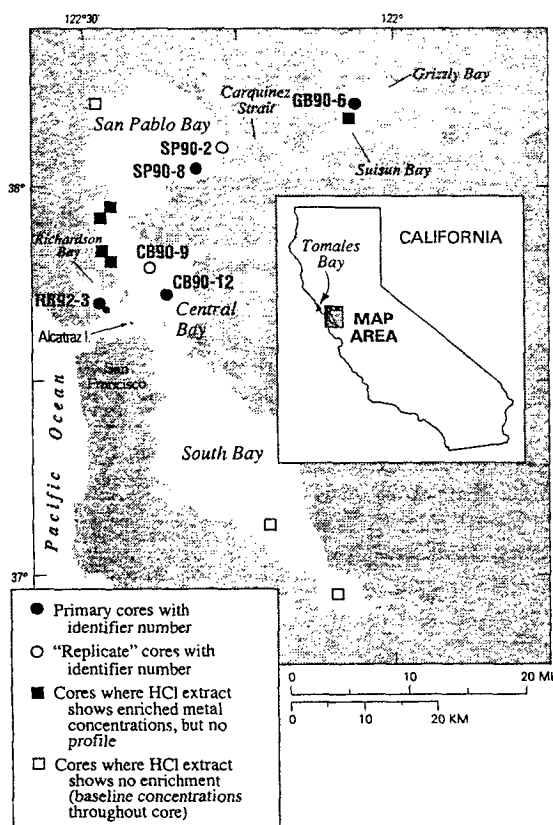 122°30'
122°
Grizzly Bay
Carquinez
Strait
GB90-6
San Pablo Bay
SP90-2
Suisun Bay
SP90-8
38°
Richardson
Bay
CB90-9
CB90-12
RB92-3
Central
Bay
Alcatraz I.
San
Francisco
Pacific Ocean
South Bay
37°
CALIFORNIA
Tomales
Bay
MAP
AREA
Primary cores with
identifier number
"Replicate" cores with
identifier number
Cores where HCl extract
shows enriched metal
concentrations, but no
profile
Cores where HCl extract
shows no enrichment
(baseline concentrations
throughout core)
0 10 20 MI
0 10 20 KM